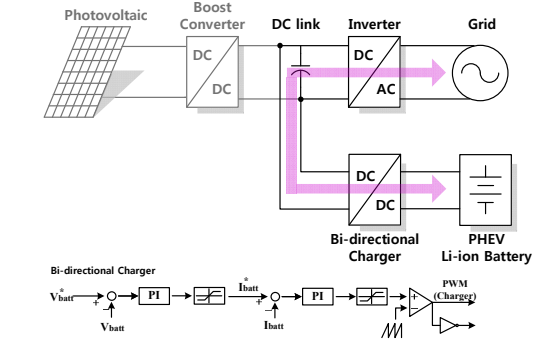 Photovoltaic
Boost
Converter
DC link
Inverter
Grid
DC
DC
DC
AC
DC
DC
Bi-directional
Charger
PHEV
Li-ion Battery
Bi-directional Charger
V*batt
+
−
Vbatt
PI
I*batt
+
−
Ibatt
PI
+
−
PWM
(Charger)